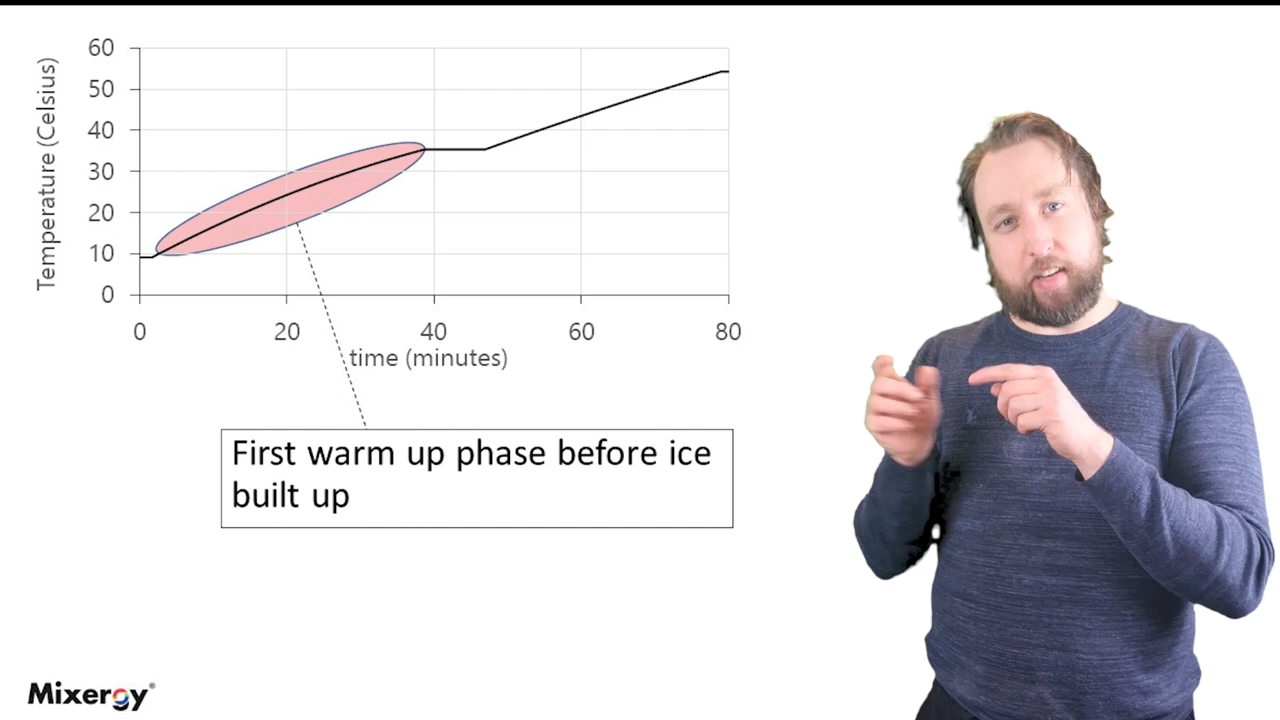 60
50
40
30
20
10
0
Temperature (Celsius)
0 20 40 60 80
time (minutes)
First warm up phase before ice
built up
Mixergy®